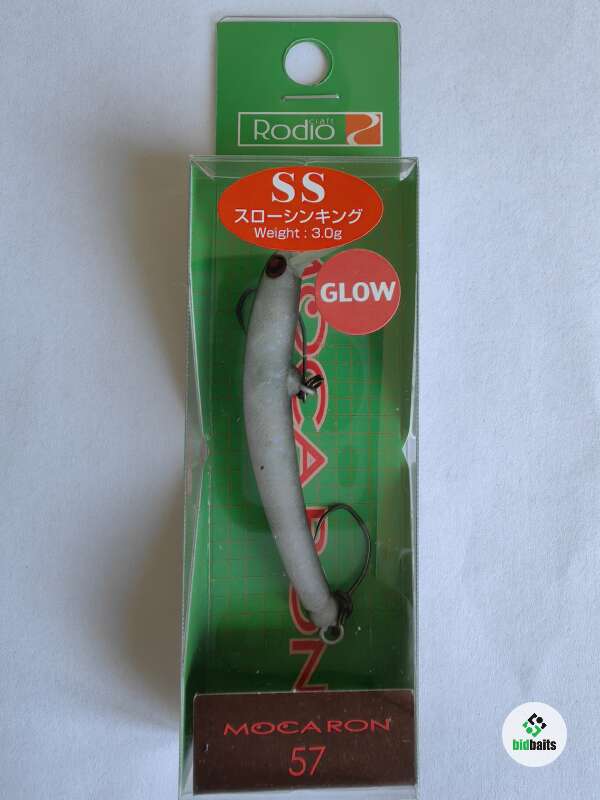 craft
Rodio
SS
スローシンキング
Weight : 3.0g
GLOW
MOCARON
MOCARON
57
bidbaits